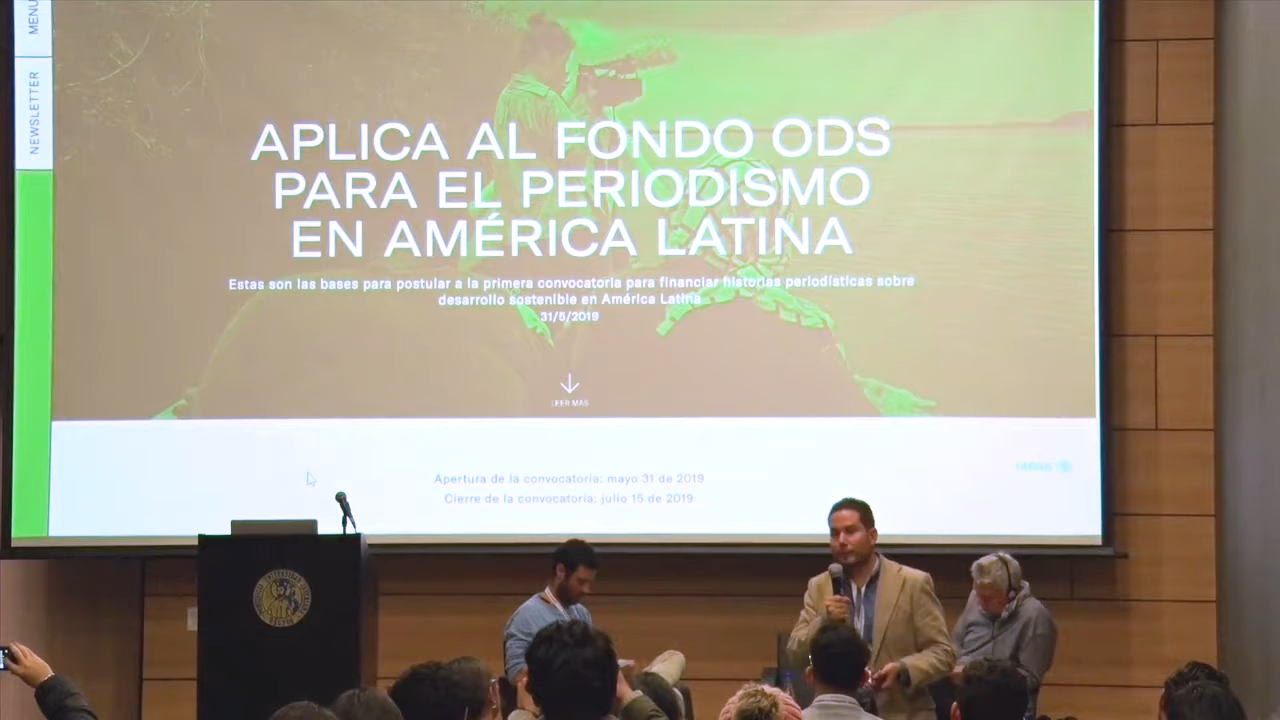 MENU
NEWSLETTER
APLICA AL FONDO ODS
PARA EL PERIODISMO
EN AMÉRICA LATINA
Estas son las bases para postular a la primera convocatoria para financiar historias periodísticas sobre
desarrollo sostenible en América Latina
31/5/2019
LEER MÁS
Apertura de la convocatoria: mayo 31 de 2019
Cierre de la convocatoria: julio 15 de 2019